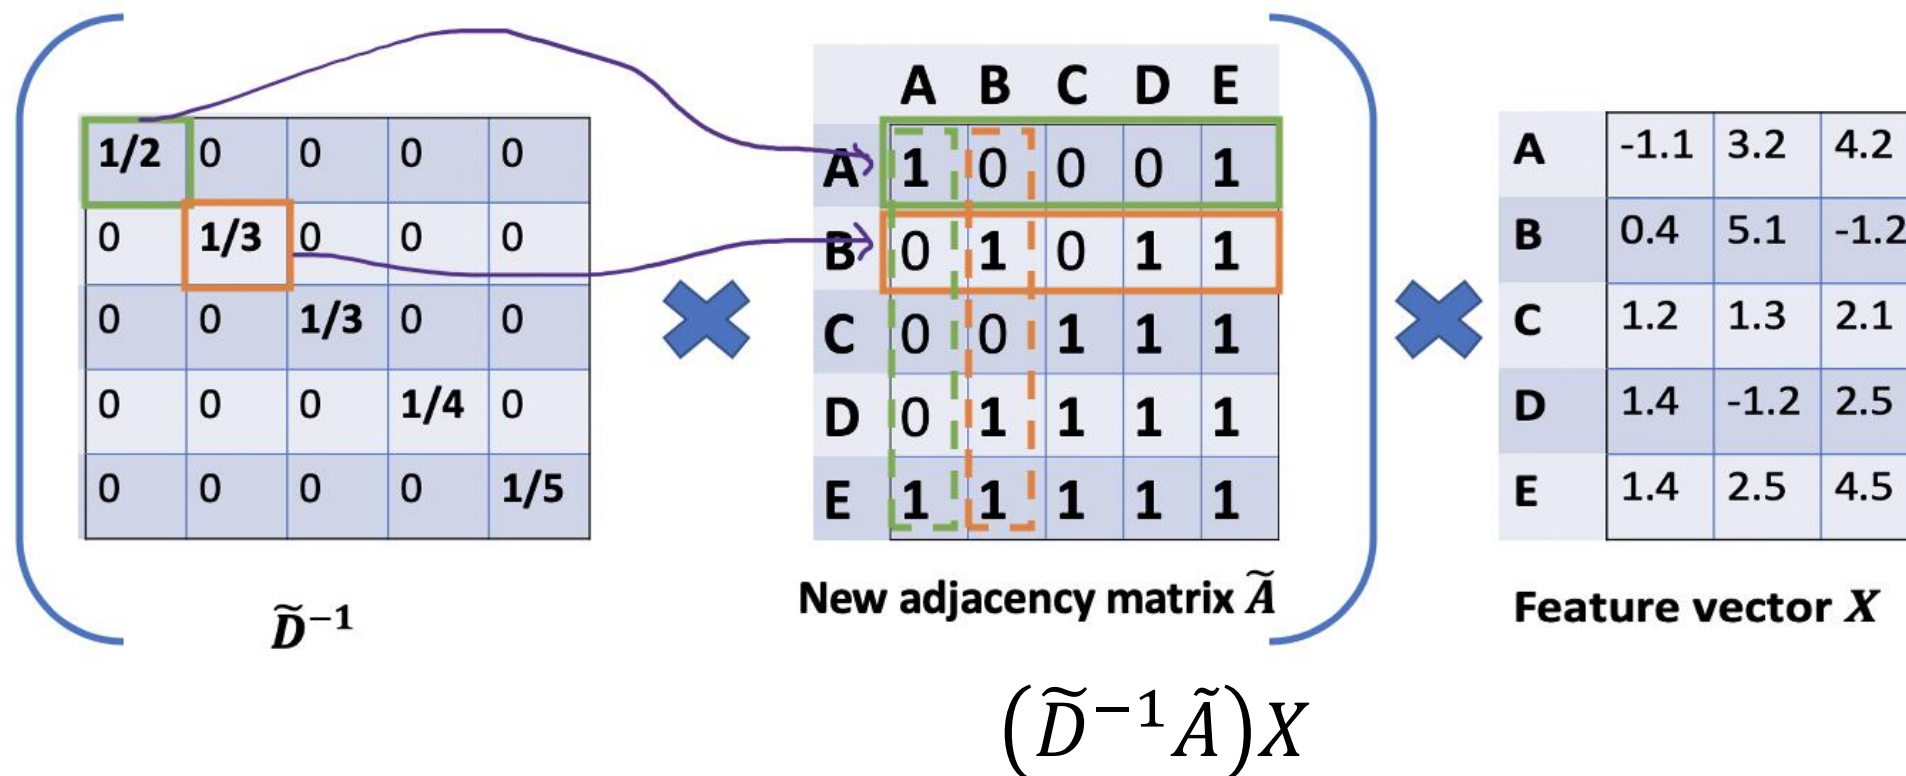 A B C D E
1/2 0 0 0 0
0 1/3 0 0 0
0 0 1/3 0 0
0 0 0 1/4 0
0 0 0 0 1/5
A 1 0 0 0 1
B 0 1 0 1 1
C 0 0 1 1 1
D 0 1 1 1 1
E 1 1 1 1 1
A -1.1 3.2 4.2
B 0.4 5.1 -1.2
C 1.2 1.3 2.1
D 1.4 -1.2 2.5
E 1.4 2.5 4.5
D̃⁻¹
New adjacency matrix Ã
Feature vector X
(D̃⁻¹Ã)X